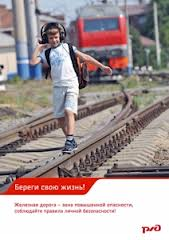 Береги свою жизнь!
Железная дорога – зона повышенной опасности,
соблюдайте правила личной безопасности!
ржд